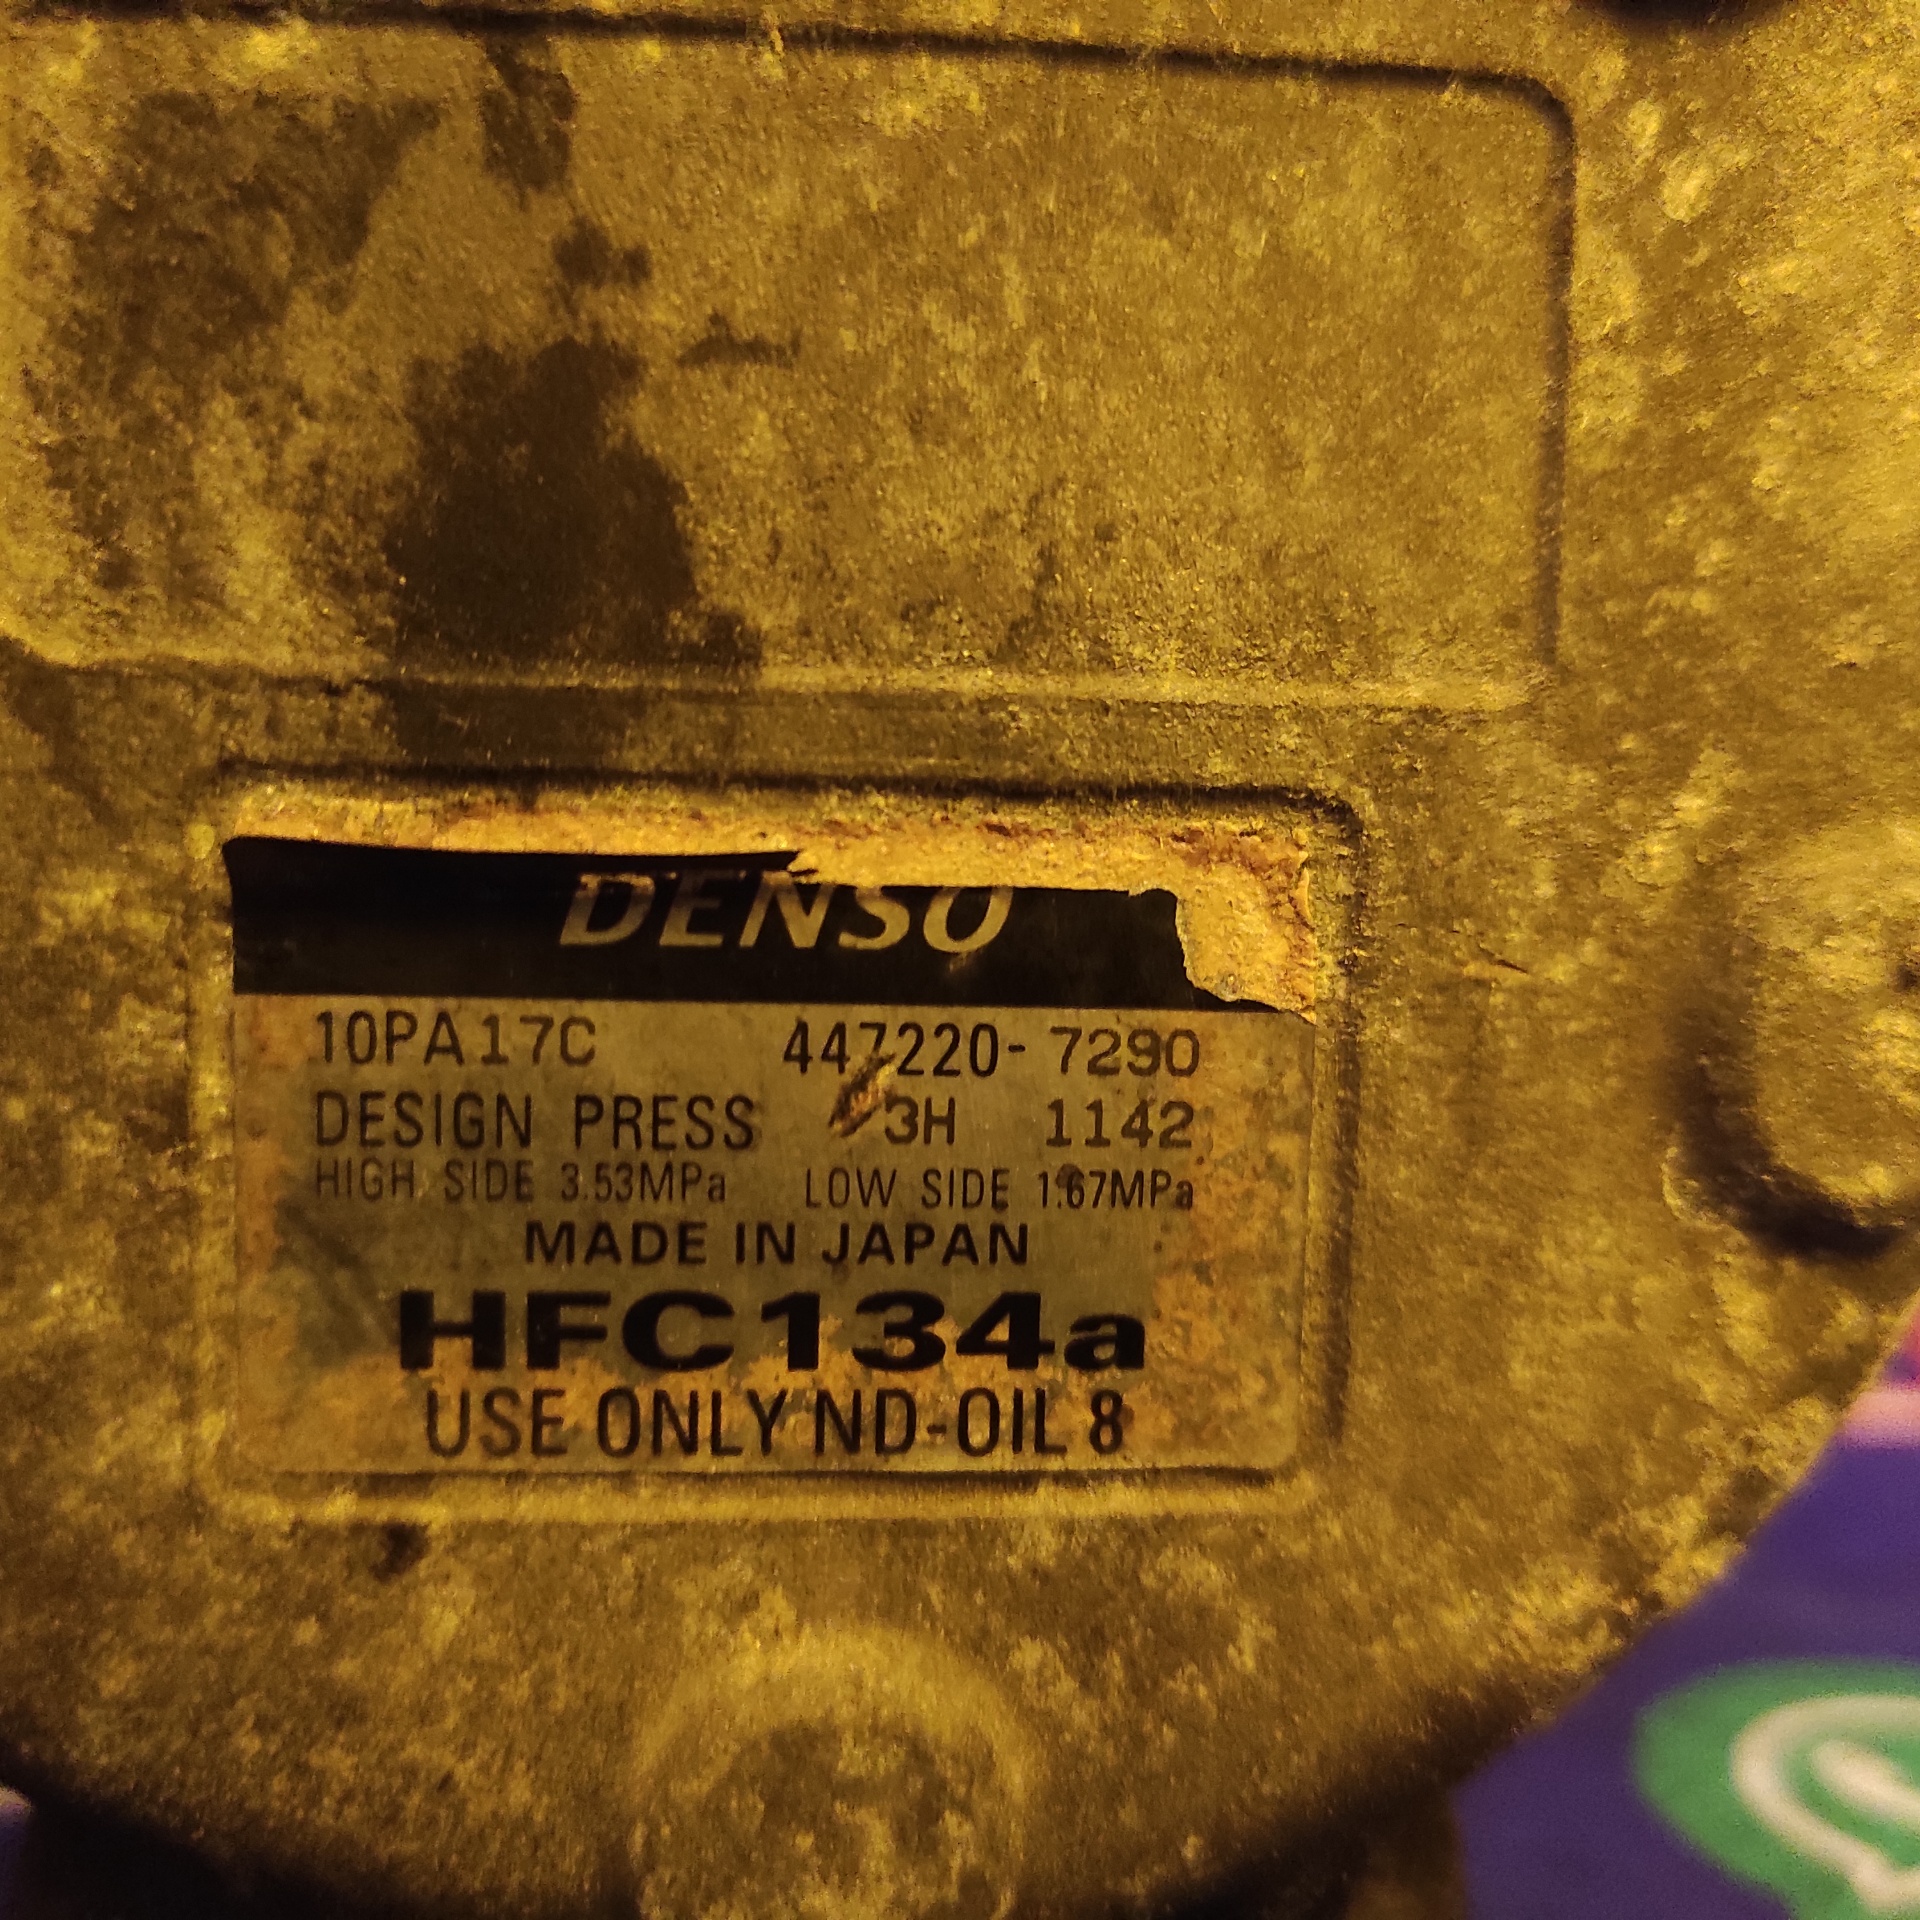 DENSO
10PA17C 447220-7290
DESIGN PRESS 3H 1142
HIGH SIDE 3.53MPa LOW SIDE 1.67MPa
MADE IN JAPAN
HFC134a
USE ONLY ND-OIL 8